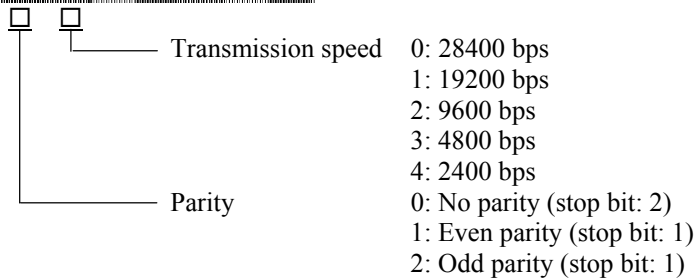 □ □
Transmission speed 0: 28400 bps
1: 19200 bps
2: 9600 bps
3: 4800 bps
4: 2400 bps
Parity 0: No parity (stop bit: 2)
1: Even parity (stop bit: 1)
2: Odd parity (stop bit: 1)